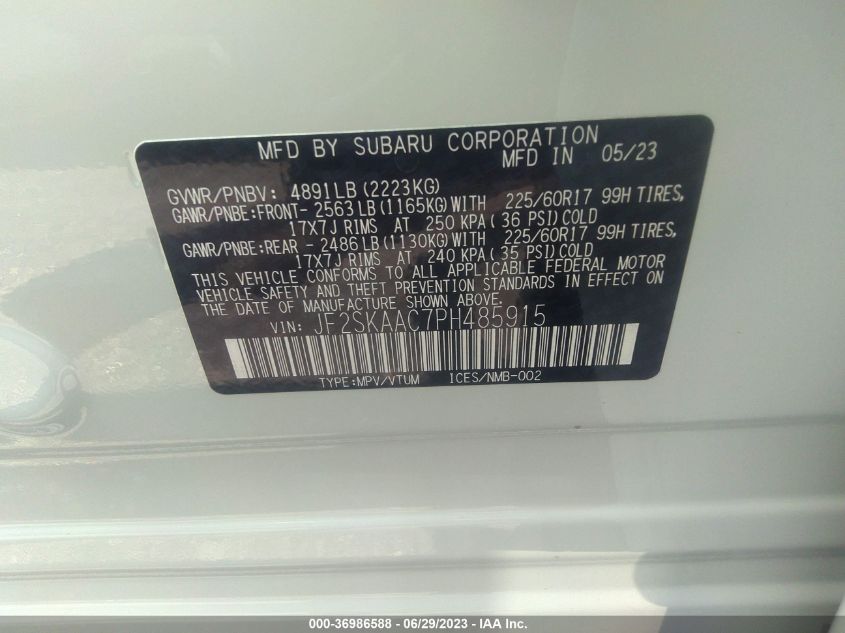 MFD BY SUBARU CORPORATION
MFD IN 05/23
GVWR/PNBV: 4891LB(2223KG)
GAWR/PNBE:FRONT- 2563LB(1165KG)WITH 225/60R17 99H TIRES,
17X7J RIMS AT 250 KPA( 36 PSI)COLD
GAWR/PNBE:REAR - 2486LB(1130KG)WITH 225/60R17 99H TIRES,
17X7J RIMS AT 240 KPA( 35 PSI)COLD
THIS VEHICLE CONFORMS TO ALL APPLICABLE FEDERAL MOTOR
VEHICLE SAFETY AND THEFT PREVENTION STANDARDS IN EFFECT ON
THE DATE OF MANUFACTURE SHOWN ABOVE.
VIN: JF2SKAAC7PH485915
TYPE:MPV/VTUM ICES/NMB-002
000-36986588 - 06/29/2023 - © IAA Inc.